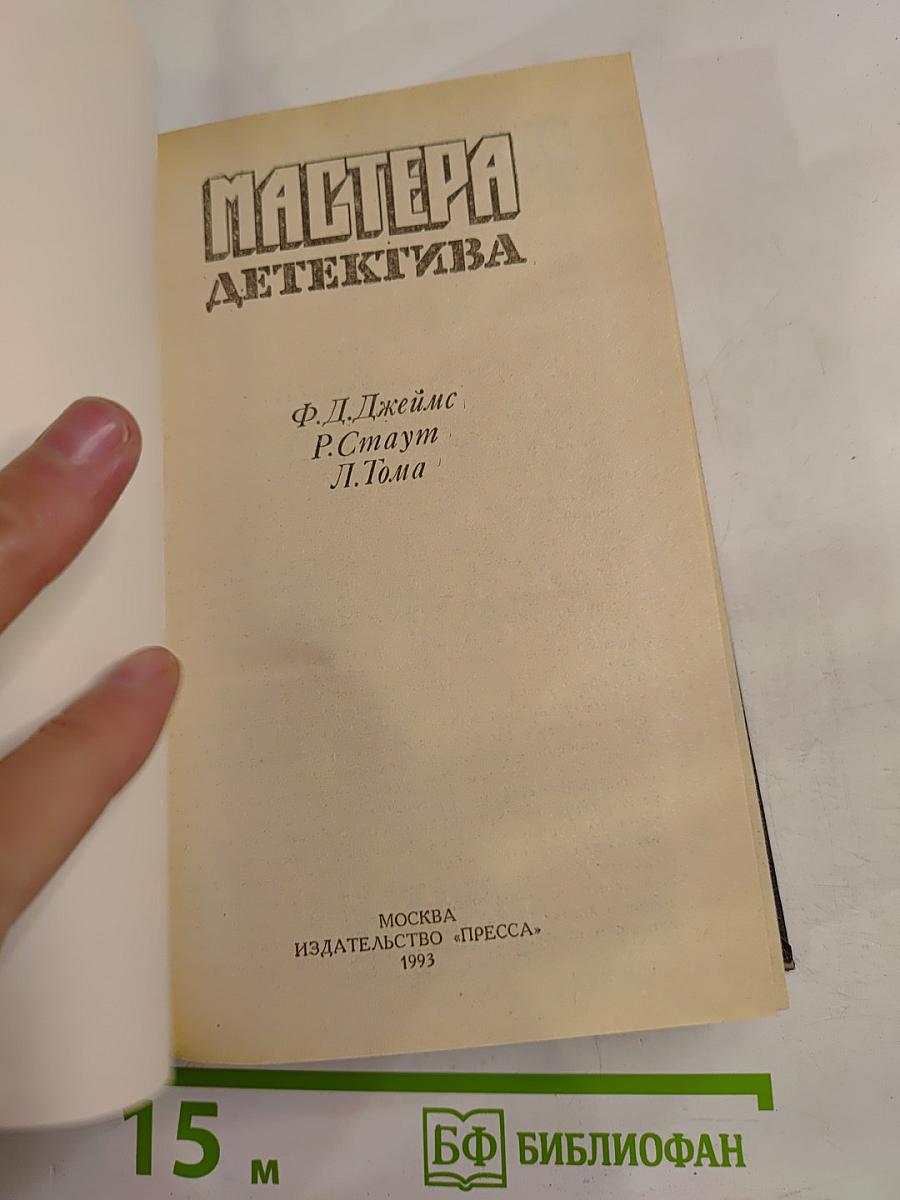 МАСТЕРА
ДЕТЕКТИВА
Ф.Д.Джеймс
Р.Стаут
Л.Тома
МОСКВА
ИЗДАТЕЛЬСТВО «ПРЕССА»
1993
15 м
БФ БИБЛИОФАН